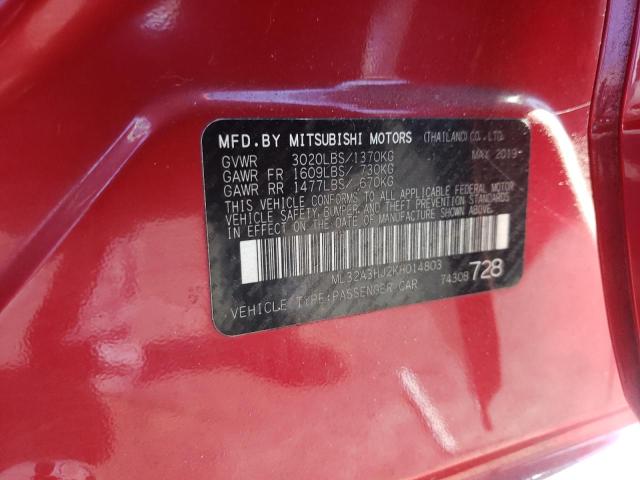 MFD.BY MITSUBISHI MOTORS (THAILAND) CO., LTD.
GVWR 3020LBS/1370KG MAY 2019
GAWR FR 1609LBS/ 730KG
GAWR RR 1477LBS/ 670KG
THIS VEHICLE CONFORMS TO ALL APPLICABLE FEDERAL MOTOR
VEHICLE SAFETY, BUMPER AND THEFT PREVENTION STANDARDS
IN EFFECT ON THE DATE OF MANUFACTURE SHOWN ABOVE.
ML32A3HJ2KH014803
VEHICLE TYPE:PASSENGER CAR 74308 728